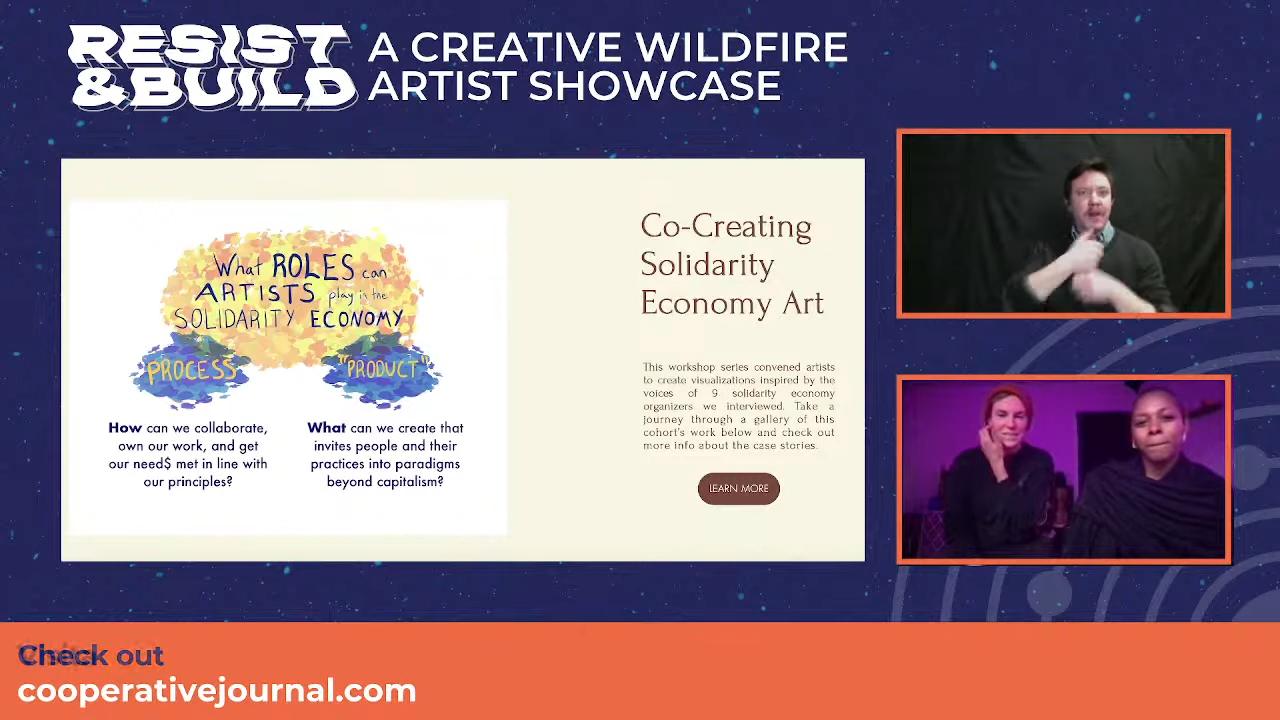 RESIST
&BUILD
A CREATIVE WILDFIRE
ARTIST SHOWCASE
What ROLES can
ARTISTS play in the
SOLIDARITY ECONOMY
PROCESS
"PRODUCT"
How can we collaborate,
own our work, and get
our need$ met in line with
our principles?
What can we create that
invites people and their
practices into paradigms
beyond capitalism?
Co-Creating
Solidarity
Economy Art
This workshop series convened artists
to create visualizations inspired by the
voices of 9 solidarity economy
organizers we interviewed. Take a
journey through a gallery of this
cohort's work below and check out
more info about the case stories.
LEARN MORE
Check out
cooperativejournal.com